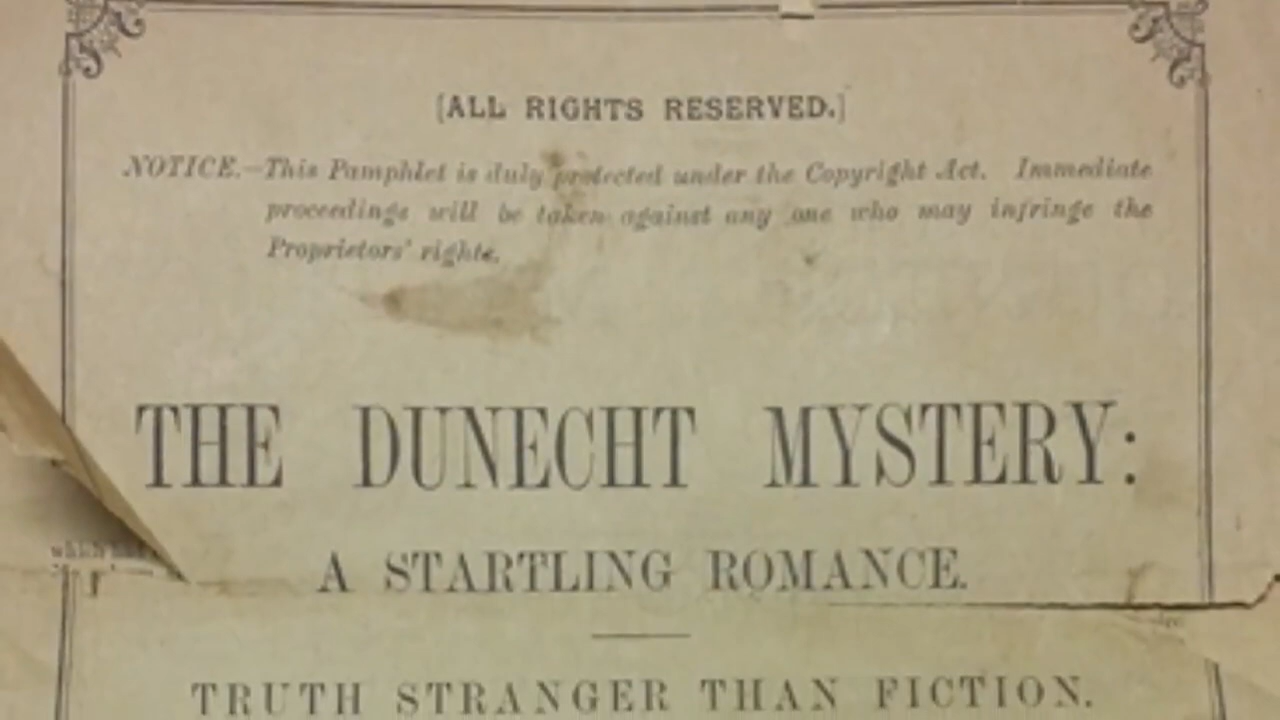 [ALL RIGHTS RESERVED.]
NOTICE.—This Pamphlet is duly protected under the Copyright Act. Immediate
proceedings will be taken against any one who may infringe the
Proprietors' rights.
THE DUNECHT MYSTERY:
A STARTLING ROMANCE.
TRUTH STRANGER THAN FICTION.